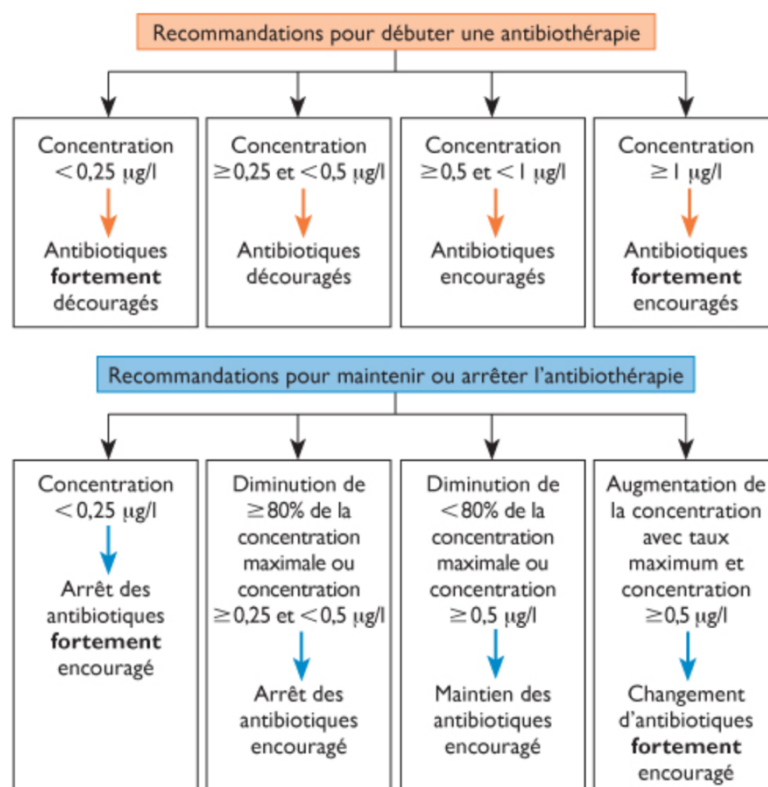 Recommandations pour débuter une antibiothérapie
Concentration
<0,25 µg/l
Antibiotiques
fortement
découragés
Concentration
≥0,25 et <0,5 µg/l
Antibiotiques
découragés
Concentration
≥0,5 et <1 µg/l
Antibiotiques
encouragés
Concentration
≥1 µg/l
Antibiotiques
fortement
encouragés
Recommandations pour maintenir ou arrêter l’antibiothérapie
Concentration
<0,25 µg/l
Arrêt des
antibiotiques
fortement
encouragé
Diminution de
≥80% de la
concentration
maximale ou
concentration
≥0,25 et <0,5 µg/l
Arrêt des
antibiotiques
encouragé
Diminution de
<80% de la
concentration
maximale ou
concentration
≥0,5 µg/l
Maintien des
antibiotiques
encouragé
Augmentation de
la concentration
avec taux
maximum et
concentration
≥0,5 µg/l
Changement
d’antibiotiques
fortement
encouragé